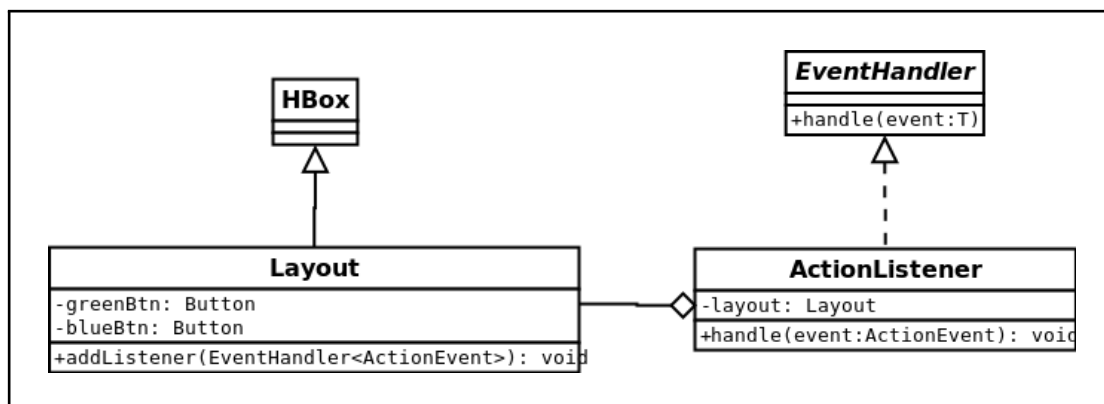 HBox
EventHandler
+handle(event:T)
Layout
-greenBtn: Button
-blueBtn: Button
+addListener(EventHandler<ActionEvent>): void
ActionListener
-layout: Layout
+handle(event:ActionEvent): void